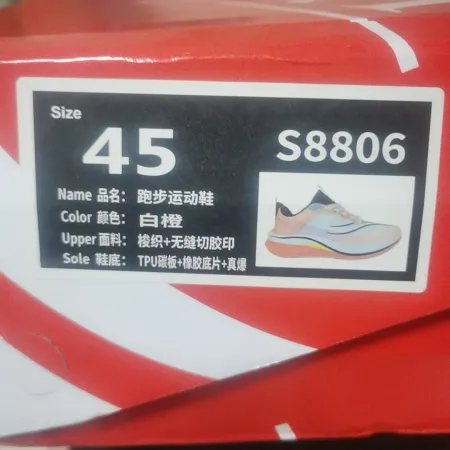 Size
45
S8806
Name 品名：跑步运动鞋
Color 颜色：白橙
Upper 面料：梭织+无缝切胶印
Sole 鞋底：TPU碳板+橡胶底片+真爆